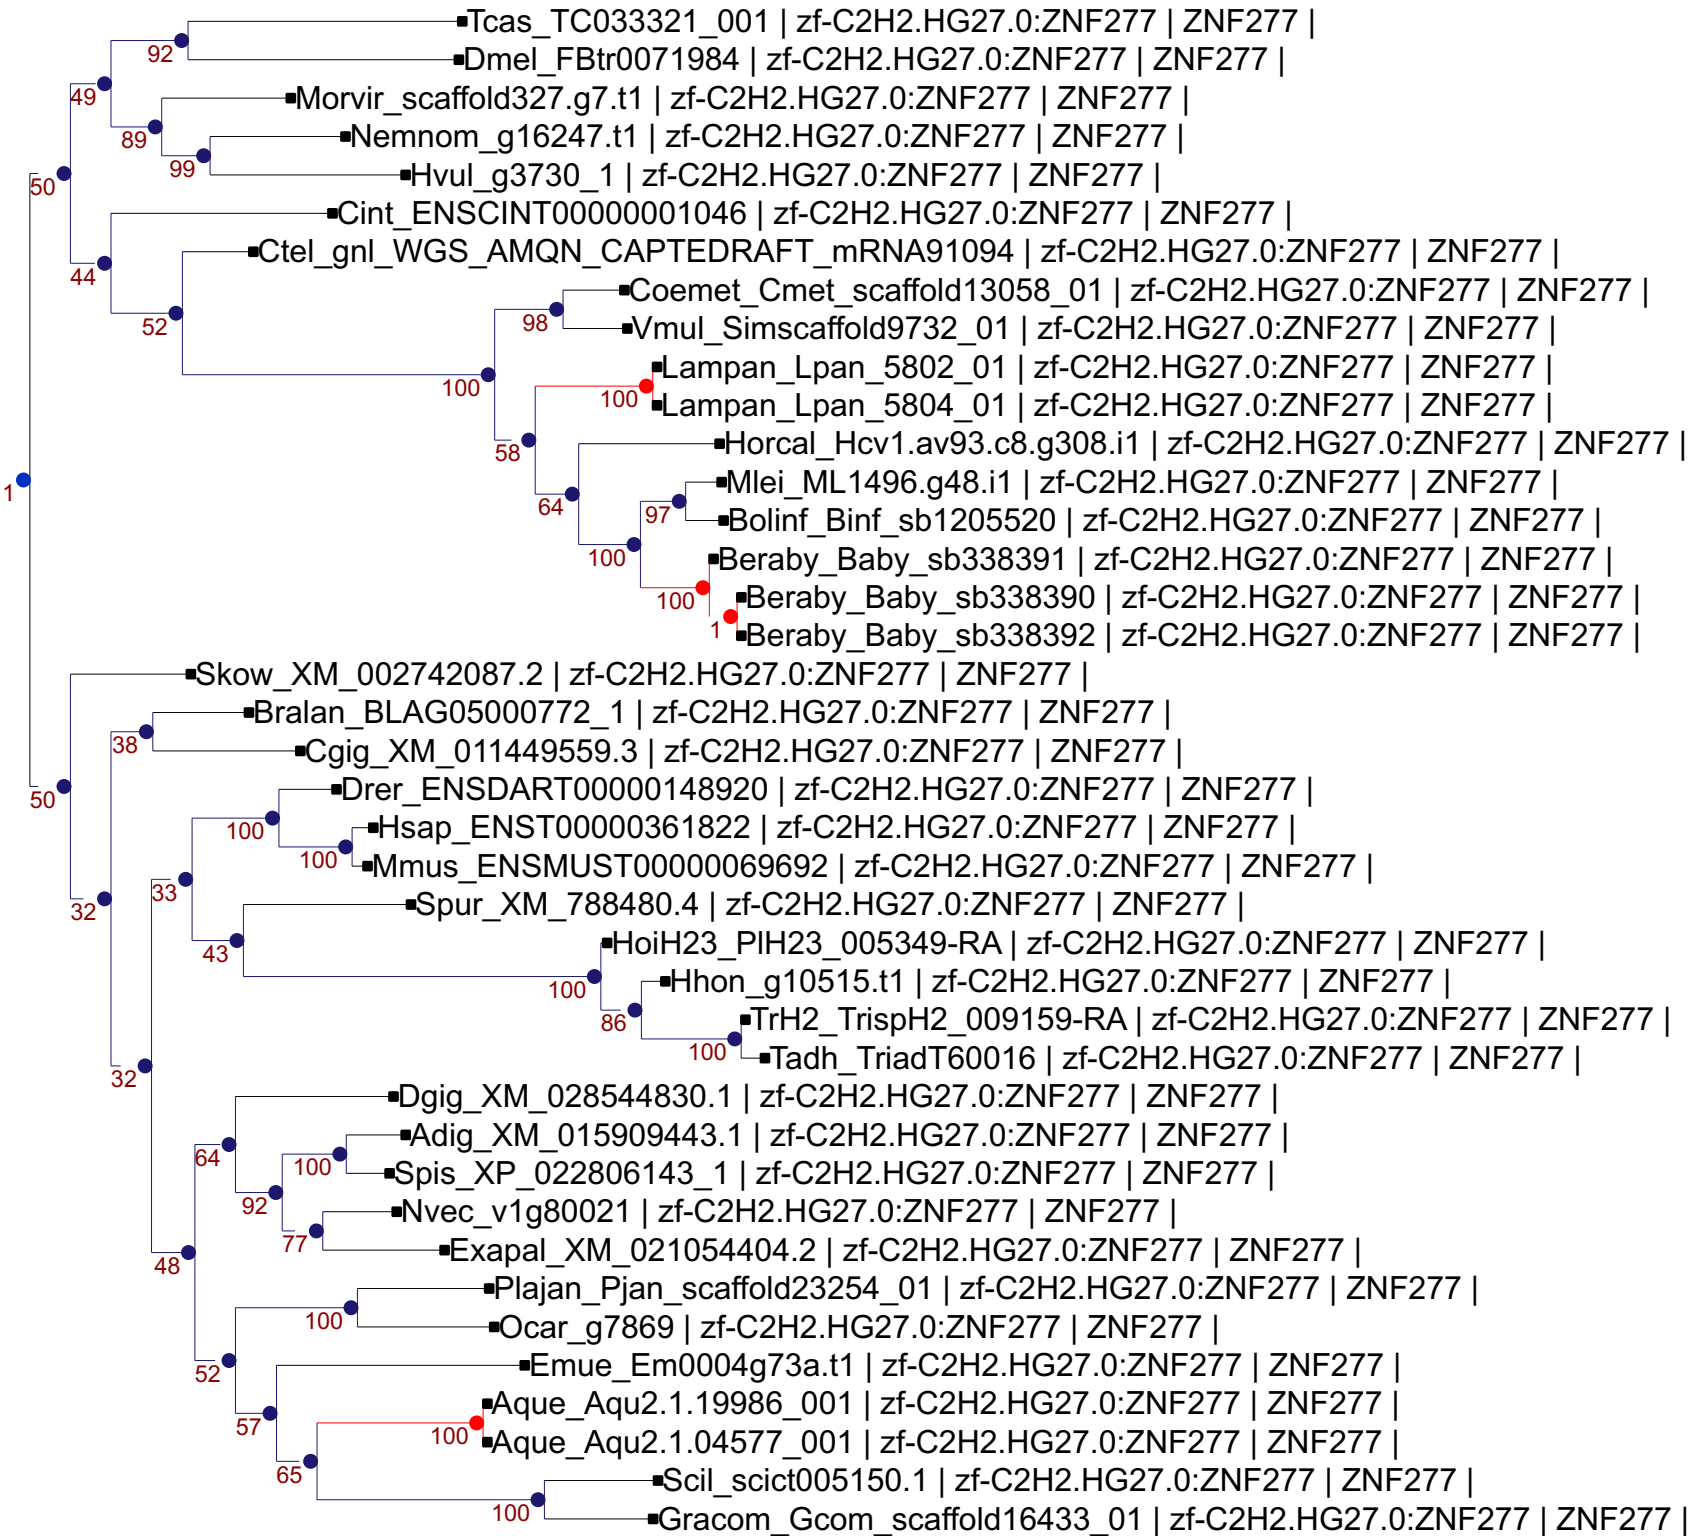 Tcas_TC033321_001 | zf-C2H2.HG27.0:ZNF277 | ZNF277 |
92
Dmel_FBtr0071984 | zf-C2H2.HG27.0:ZNF277 | ZNF277 |
49
Morvir_scaffold327.g7.t1 | zf-C2H2.HG27.0:ZNF277 | ZNF277 |
89
Nemnom_g16247.t1 | zf-C2H2.HG27.0:ZNF277 | ZNF277 |
99
Hvul_g3730_1 | zf-C2H2.HG27.0:ZNF277 | ZNF277 |
50
Cint_ENSCINT00000001046 | zf-C2H2.HG27.0:ZNF277 | ZNF277 |
Ctel_gnl_WGS_AMQN_CAPTEDRAFT_mRNA91094 | zf-C2H2.HG27.0:ZNF277 | ZNF277 |
44
Coemet_Cmet_scaffold13058_01 | zf-C2H2.HG27.0:ZNF277 | ZNF277 |
98
52
Vmul_Simscaffold9732_01 | zf-C2H2.HG27.0:ZNF277 | ZNF277 |
Lampan_Lpan_5802_01 | zf-C2H2.HG27.0:ZNF277 | ZNF277 |
100
100
Lampan_Lpan_5804_01 | zf-C2H2.HG27.0:ZNF277 | ZNF277 |
Horcal_Hcv1.av93.c8.g308.i1 | zf-C2H2.HG27.0:ZNF277 | ZNF277 |
58
Mlei_ML1496.g48.i1 | zf-C2H2.HG27.0:ZNF277 | ZNF277 |
1
64
97
Bolinf_Binf_sb1205520 | zf-C2H2.HG27.0:ZNF277 | ZNF277 |
100
Beraby_Baby_sb338391 | zf-C2H2.HG27.0:ZNF277 | ZNF277 |
100
Beraby_Baby_sb338390 | zf-C2H2.HG27.0:ZNF277 | ZNF277 |
1
Beraby_Baby_sb338392 | zf-C2H2.HG27.0:ZNF277 | ZNF277 |
Skow_XM_002742087.2 | zf-C2H2.HG27.0:ZNF277 | ZNF277 |
Bralan_BLAG05000772_1 | zf-C2H2.HG27.0:ZNF277 | ZNF277 |
38
Cgig_XM_011449559.3 | zf-C2H2.HG27.0:ZNF277 | ZNF277 |
50
Drer_ENSDART00000148920 | zf-C2H2.HG27.0:ZNF277 | ZNF277 |
100
Hsap_ENST00000361822 | zf-C2H2.HG27.0:ZNF277 | ZNF277 |
100
Mmus_ENSMUST00000069692 | zf-C2H2.HG27.0:ZNF277 | ZNF277 |
33
32
Spur_XM_788480.4 | zf-C2H2.HG27.0:ZNF277 | ZNF277 |
43
HoiH23_PlH23_005349-RA | zf-C2H2.HG27.0:ZNF277 | ZNF277 |
100
Hhon_g10515.t1 | zf-C2H2.HG27.0:ZNF277 | ZNF277 |
86
TrH2_TrispH2_009159-RA | zf-C2H2.HG27.0:ZNF277 | ZNF277 |
100
Tadh_TriadT60016 | zf-C2H2.HG27.0:ZNF277 | ZNF277 |
32
Dgig_XM_028544830.1 | zf-C2H2.HG27.0:ZNF277 | ZNF277 |
Adig_XM_015909443.1 | zf-C2H2.HG27.0:ZNF277 | ZNF277 |
64
100
Spis_XP_022806143_1 | zf-C2H2.HG27.0:ZNF277 | ZNF277 |
92
Nvec_v1g80021 | zf-C2H2.HG27.0:ZNF277 | ZNF277 |
77
Exapal_XM_021054404.2 | zf-C2H2.HG27.0:ZNF277 | ZNF277 |
48
Plajan_Pjan_scaffold23254_01 | zf-C2H2.HG27.0:ZNF277 | ZNF277 |
100
Ocar_g7869 | zf-C2H2.HG27.0:ZNF277 | ZNF277 |
52
Emue_Em0004g73a.t1 | zf-C2H2.HG27.0:ZNF277 | ZNF277 |
Aque_Aqu2.1.19986_001 | zf-C2H2.HG27.0:ZNF277 | ZNF277 |
57
100
Aque_Aqu2.1.04577_001 | zf-C2H2.HG27.0:ZNF277 | ZNF277 |
65
Scil_scict005150.1 | zf-C2H2.HG27.0:ZNF277 | ZNF277 |
100
Gracom_Gcom_scaffold16433_01 | zf-C2H2.HG27.0:ZNF277 | ZNF277 |